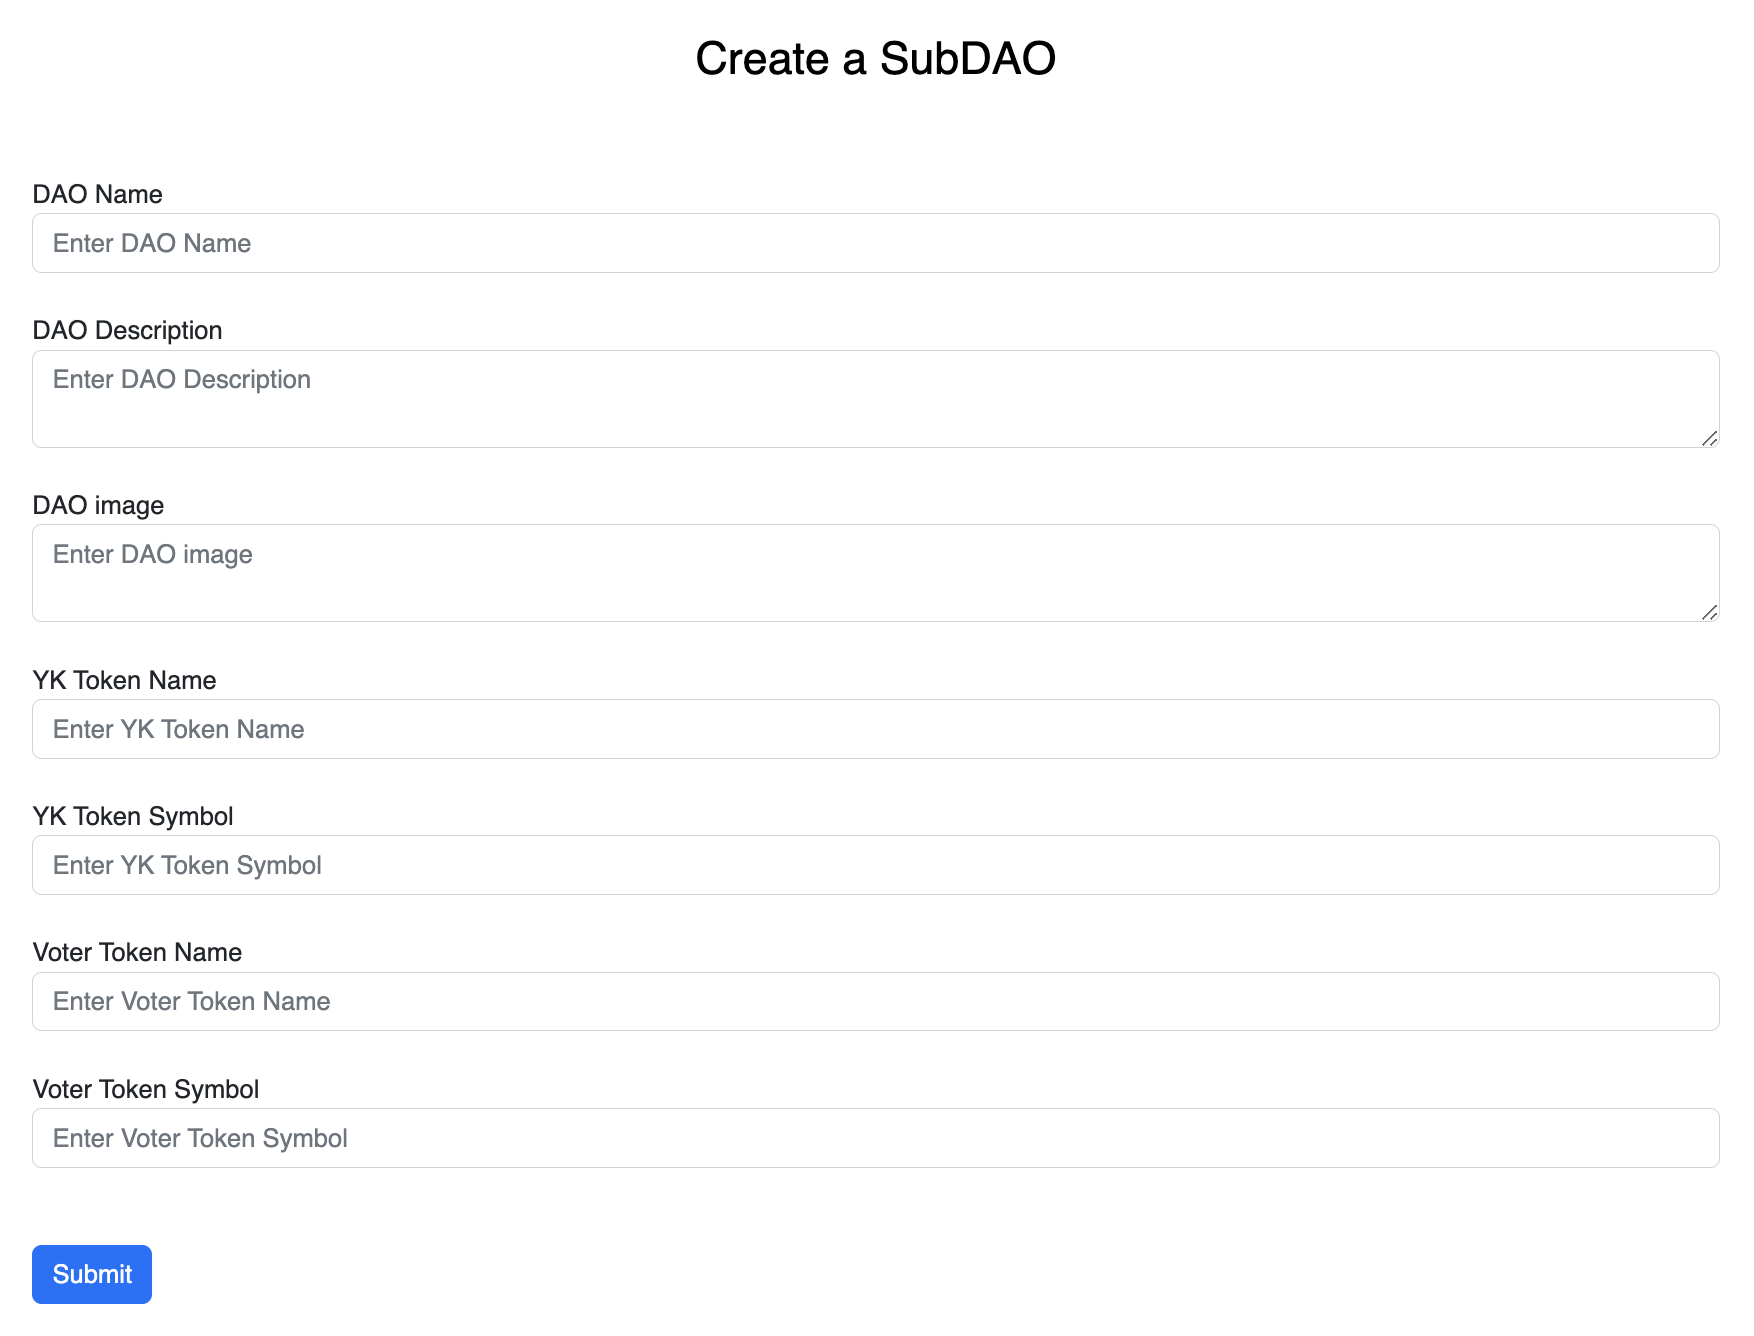 Create a SubDAO
DAO Name
Enter DAO Name
DAO Description
Enter DAO Description
DAO image
Enter DAO image
YK Token Name
Enter YK Token Name
YK Token Symbol
Enter YK Token Symbol
Voter Token Name
Enter Voter Token Name
Voter Token Symbol
Enter Voter Token Symbol
Submit